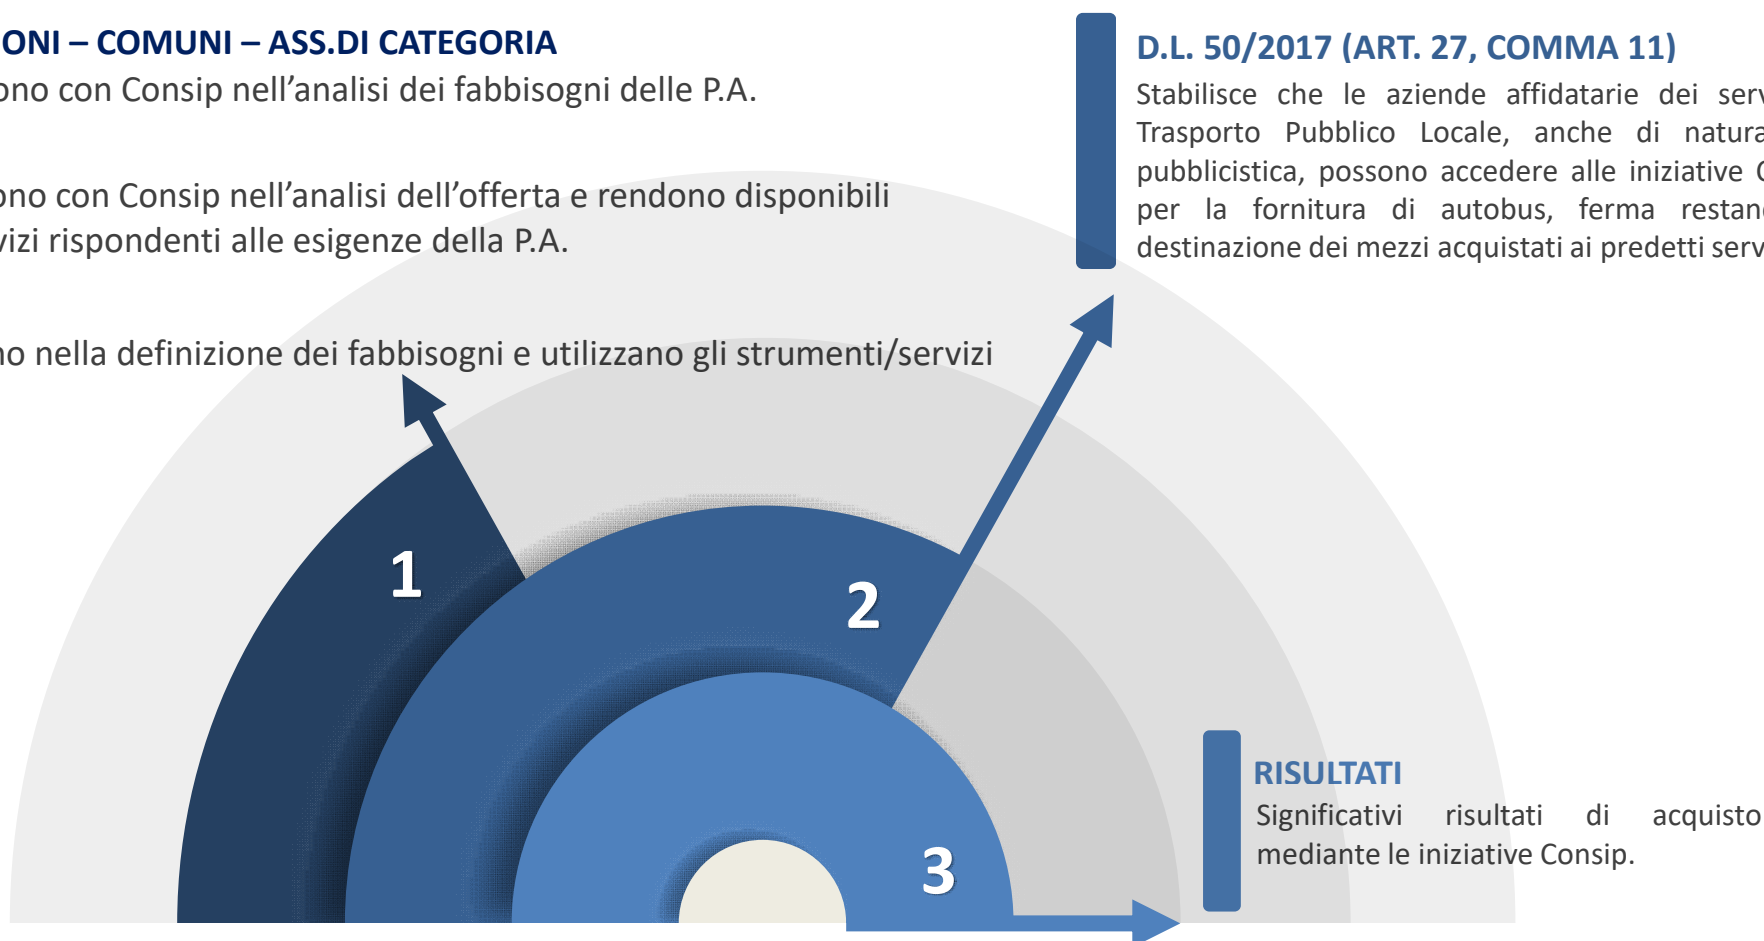 ONI – COMUNI – ASS.DI CATEGORIA
ono con Consip nell’analisi dei fabbisogni delle P.A.
ono con Consip nell’analisi dell’offerta e rendono disponibili
vizi rispondenti alle esigenze della P.A.
no nella definizione dei fabbisogni e utilizzano gli strumenti/servizi
D.L. 50/2017 (ART. 27, COMMA 11)
Stabilisce che le aziende affidatarie dei serv
Trasporto Pubblico Locale, anche di natura
pubblicistica, possono accedere alle iniziative
per la fornitura di autobus, ferma restan
destinazione dei mezzi acquistati ai predetti serv
1
2
3
RISULTATI
Significativi risultati di acquisto
mediante le iniziative Consip.